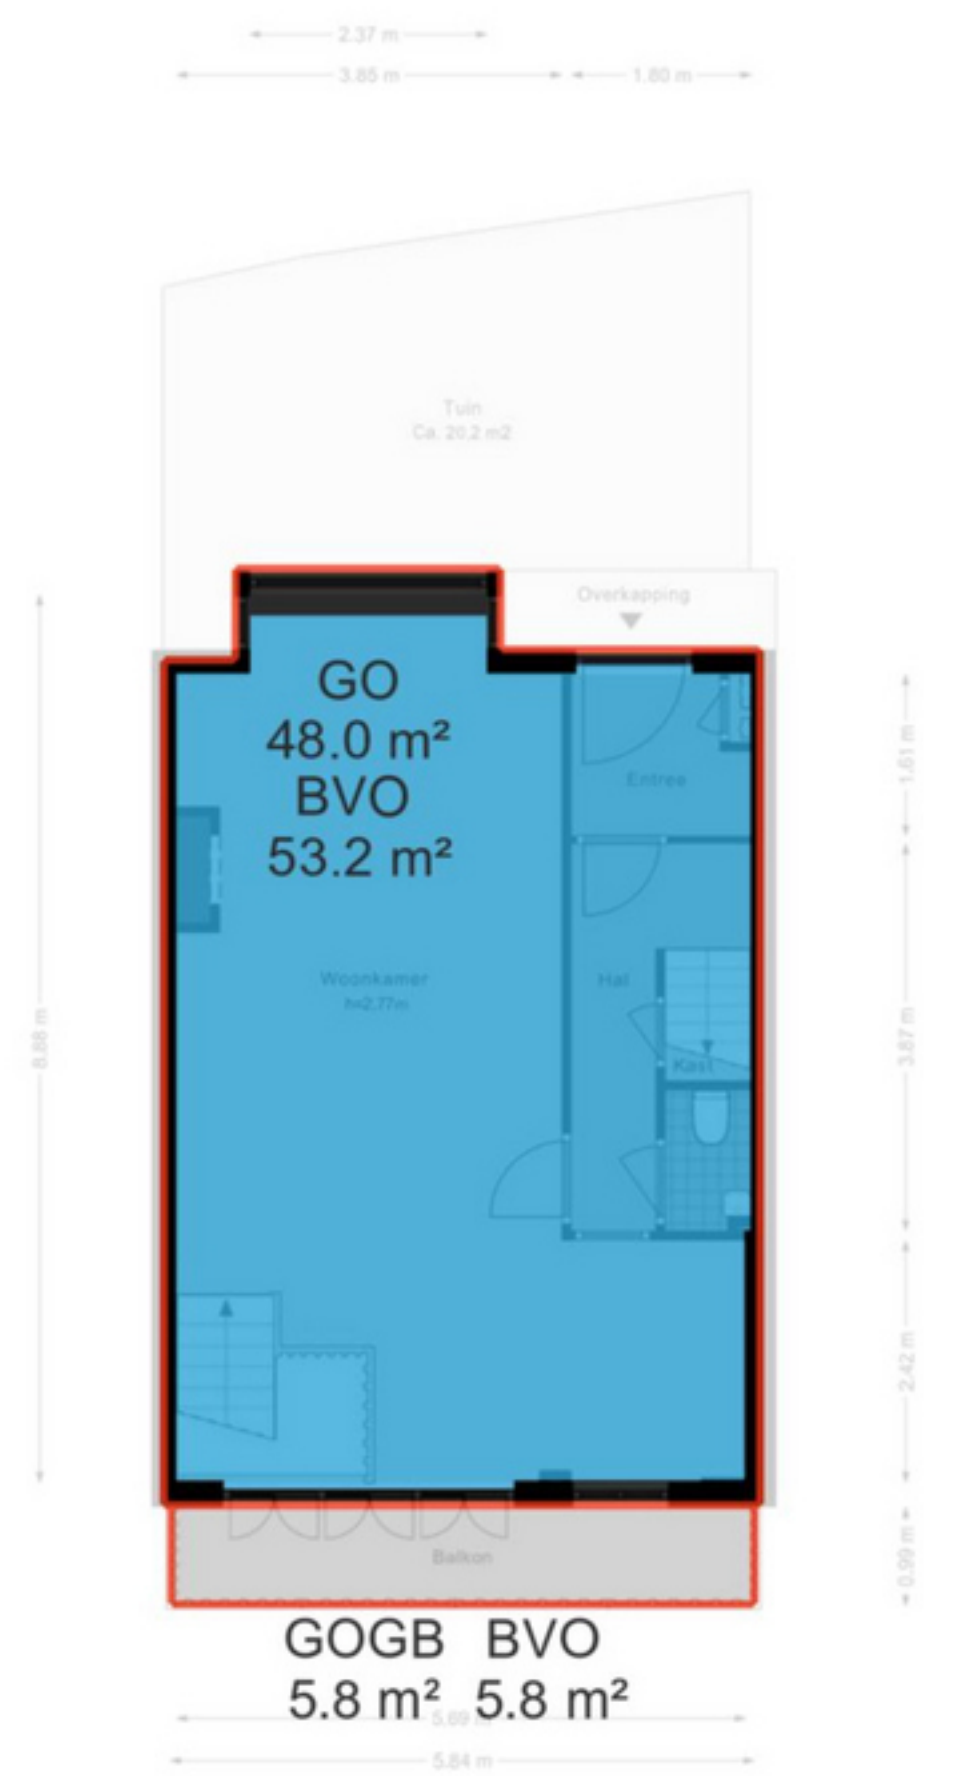 2.37 m
3.85 m
1.80 m
Tuin
Ca. 20,2 m2
Overkapping
GO
48.0 m²
BVO
53.2 m²
1.61 m
Entree
Woonkamer
h=2.77m
Hal
8.88 m
3.87 m
Kast
2.42 m
Balkon
0.99 m
GOGB BVO
5.8 m² 5.8 m²
5.69 m
5.84 m